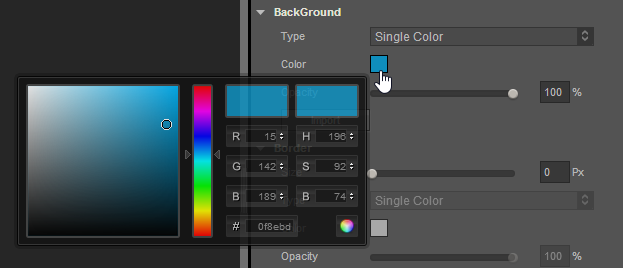 BackGround
Type Single Color
Color
Opacity 100 %
Import
R 15 H 196
Border
G 142 S 92
0 Px
B 189 B 74
Single Color
# 0f8ebd
Opacity 100 %